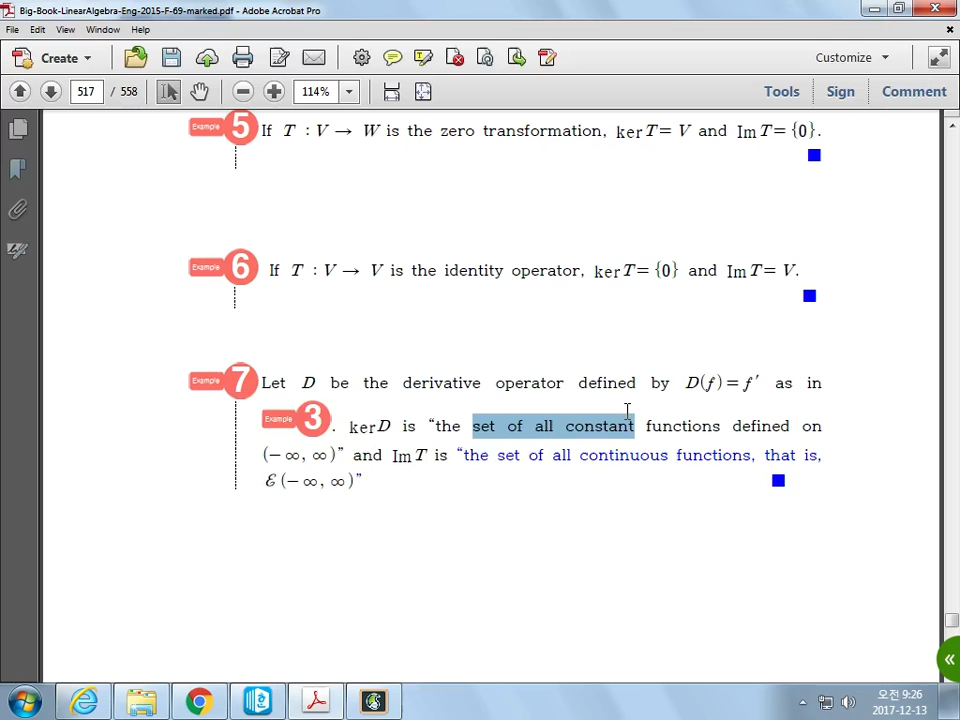 Big-Book-LinearAlgebra-Eng-2015-F-69-marked.pdf - Adobe Acrobat Pro
File Edit View Window Help
Create Customize
517 / 558 114% Tools Sign Comment
Example 5 If T : V → W is the zero transformation, ker T = V and Im T = {0}.
Example 6 If T : V → V is the identity operator, ker T = {0} and Im T = V.
Example 7 Let D be the derivative operator defined by D(f) = f′ as in
Example 3 . ker D is “the set of all constant functions defined on
(− ∞, ∞)” and Im T is “the set of all continuous functions, that is,
ℰ (− ∞, ∞)”
오전 9:26
2017-12-13